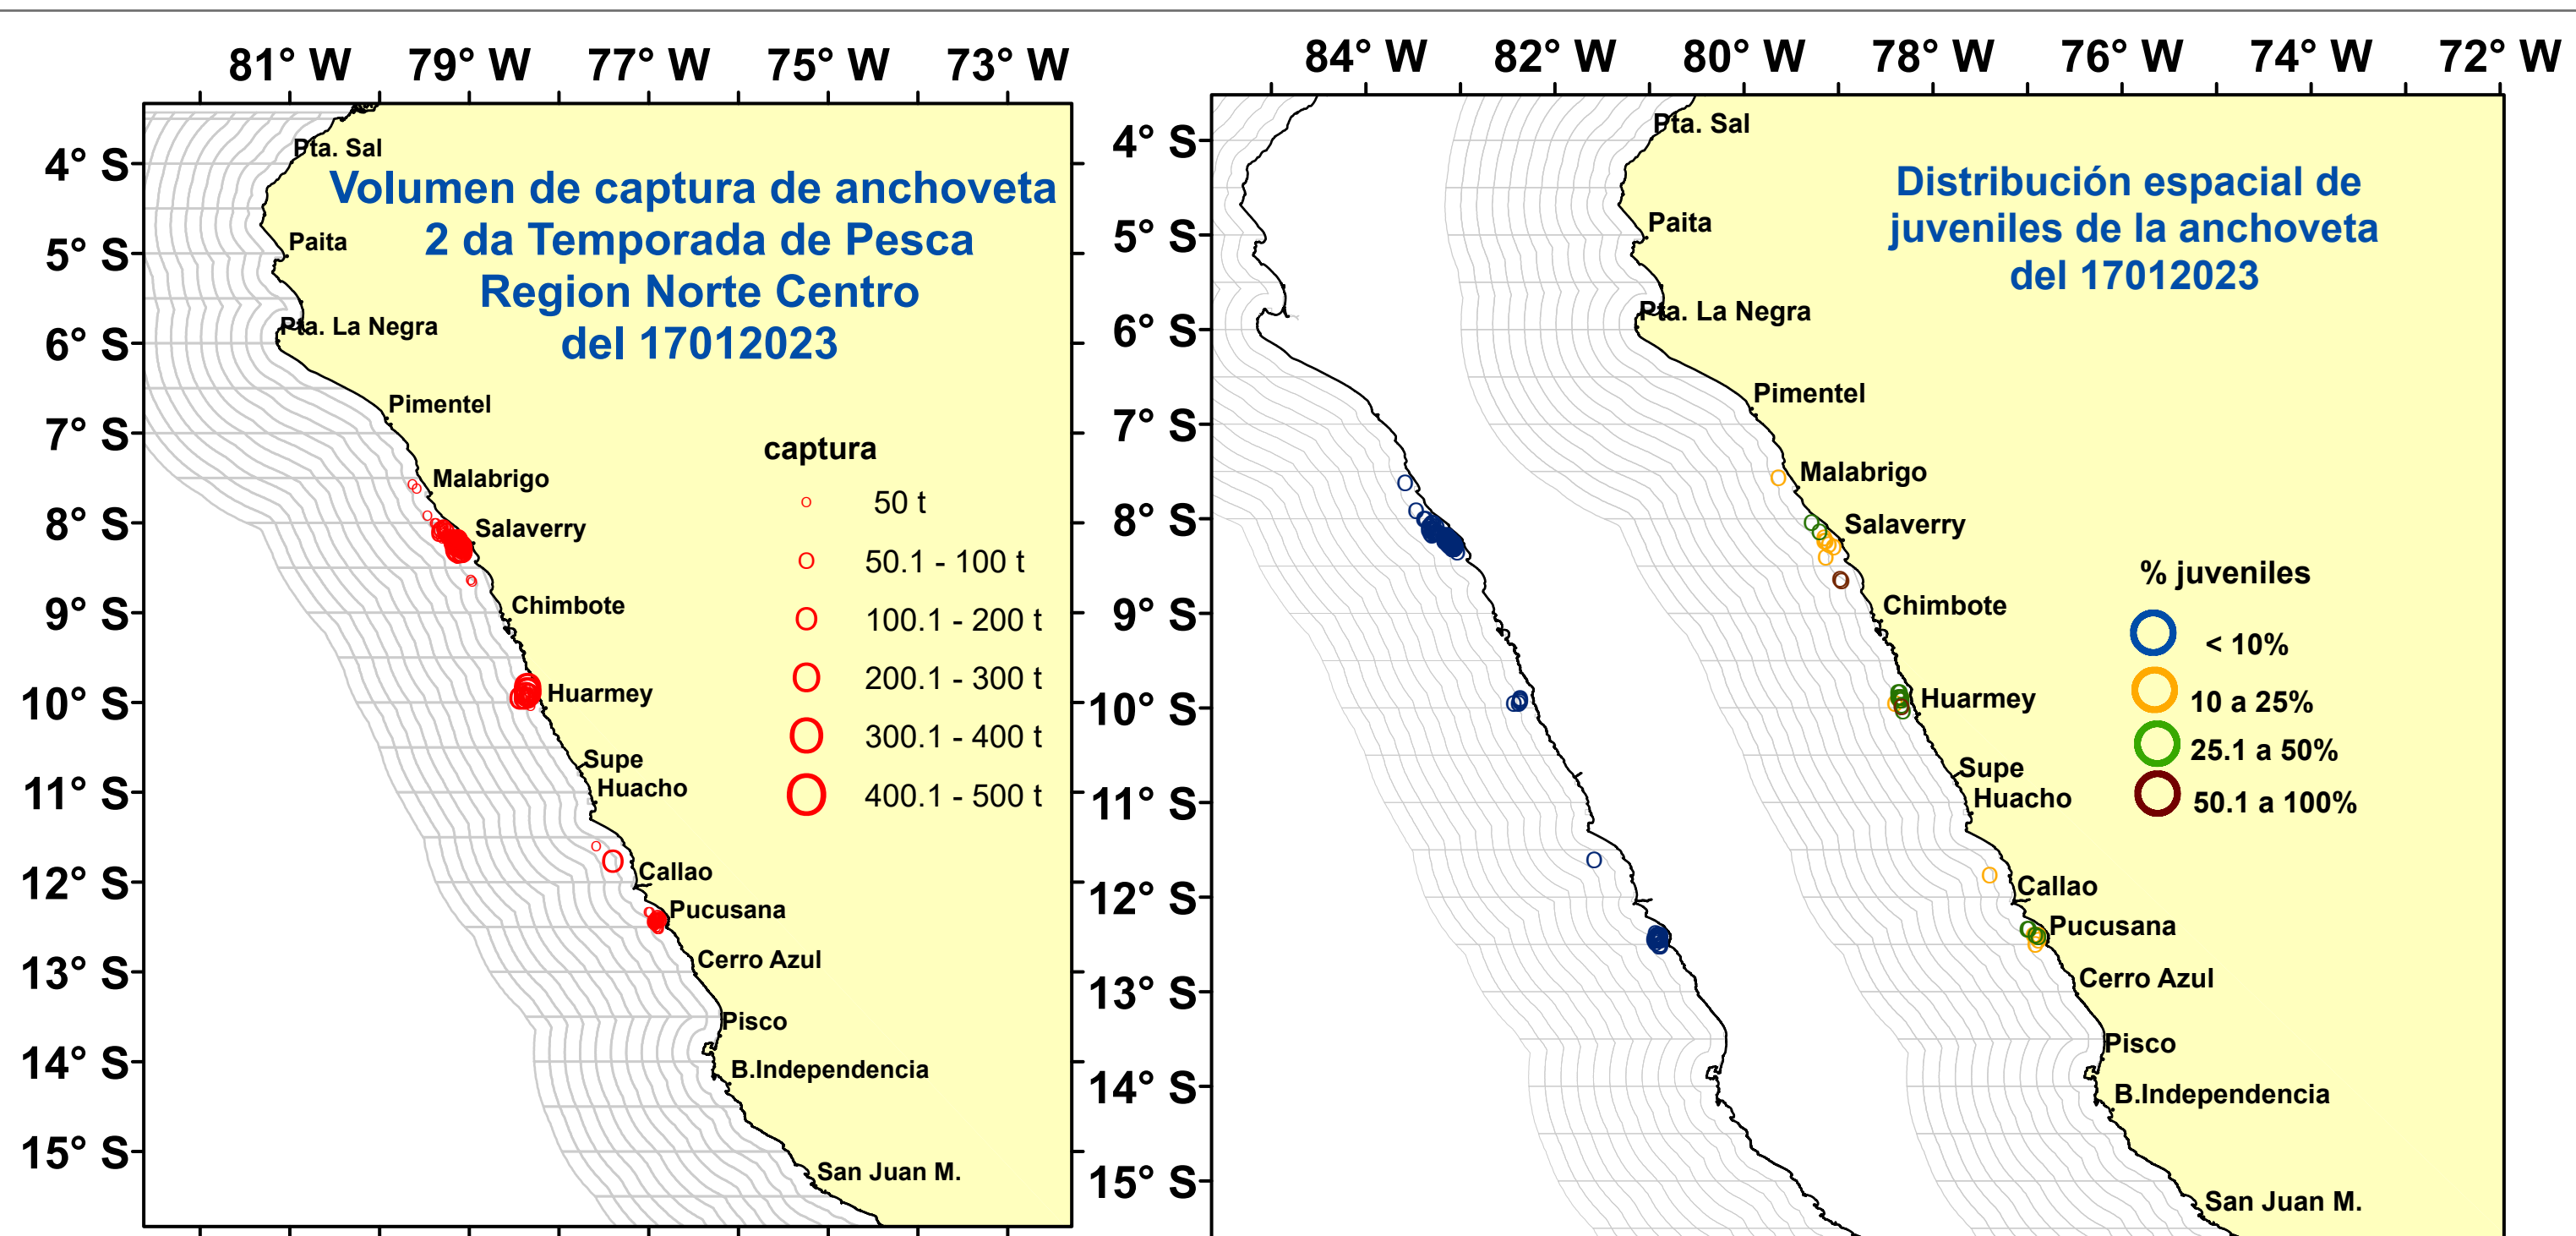 81° W 79° W 77° W 75° W 73° W
4° S
5° S
6° S
7° S
8° S
9° S
10° S
11° S
12° S
13° S
14° S
15° S
Volumen de captura de anchoveta
2 da Temporada de Pesca
Region Norte Centro
del 17012023
Pta. Sal
Paita
Pta. La Negra
Pimentel
Malabrigo
Salaverry
Chimbote
Huarmey
Supe
Huacho
Callao
Pucusana
Cerro Azul
Pisco
B.Independencia
San Juan M.
captura
50 t
50.1 - 100 t
100.1 - 200 t
200.1 - 300 t
300.1 - 400 t
400.1 - 500 t
84° W 82° W 80° W 78° W 76° W 74° W 72° W
4° S
5° S
6° S
7° S
8° S
9° S
10° S
11° S
12° S
13° S
14° S
15° S
Distribución espacial de
juveniles de la anchoveta
del 17012023
Pta. Sal
Paita
Pta. La Negra
Pimentel
Malabrigo
Salaverry
Chimbote
Huarmey
Supe
Huacho
Callao
Pucusana
Cerro Azul
Pisco
B.Independencia
San Juan M.
% juveniles
< 10%
10 a 25%
25.1 a 50%
50.1 a 100%